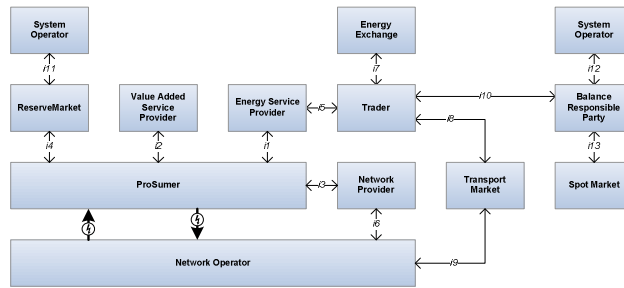 System
Operator
Energy
Exchange
System
Operator
i11
i7
i12
ReserveMarket
Value Added
Service
Provider
Energy Service
Provider
i5
Trader
i10
Balance
Responsible
Party
i8
i4
i2
i1
i13
ProSumer
i3
Network
Provider
Transport
Market
Spot Market
i6
Network Operator
i9